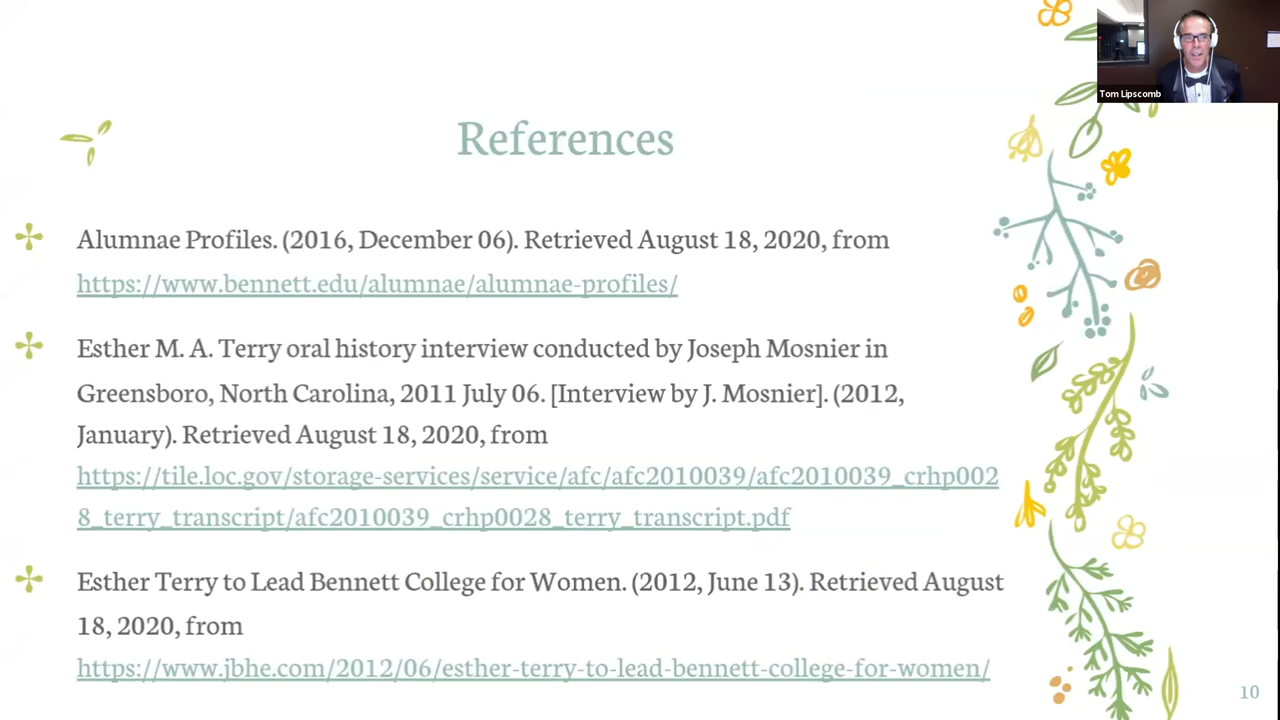 Tom Lipscomb
References
Alumnae Profiles. (2016, December 06). Retrieved August 18, 2020, from
https://www.bennett.edu/alumnae/alumnae-profiles/
Esther M. A. Terry oral history interview conducted by Joseph Mosnier in
Greensboro, North Carolina, 2011 July 06. [Interview by J. Mosnier]. (2012,
January). Retrieved August 18, 2020, from
https://tile.loc.gov/storage-services/service/afc/afc2010039/afc2010039_crhp002
8_terry_transcript/afc2010039_crhp0028_terry_transcript.pdf
Esther Terry to Lead Bennett College for Women. (2012, June 13). Retrieved August
18, 2020, from
https://www.jbhe.com/2012/06/esther-terry-to-lead-bennett-college-for-women/
10